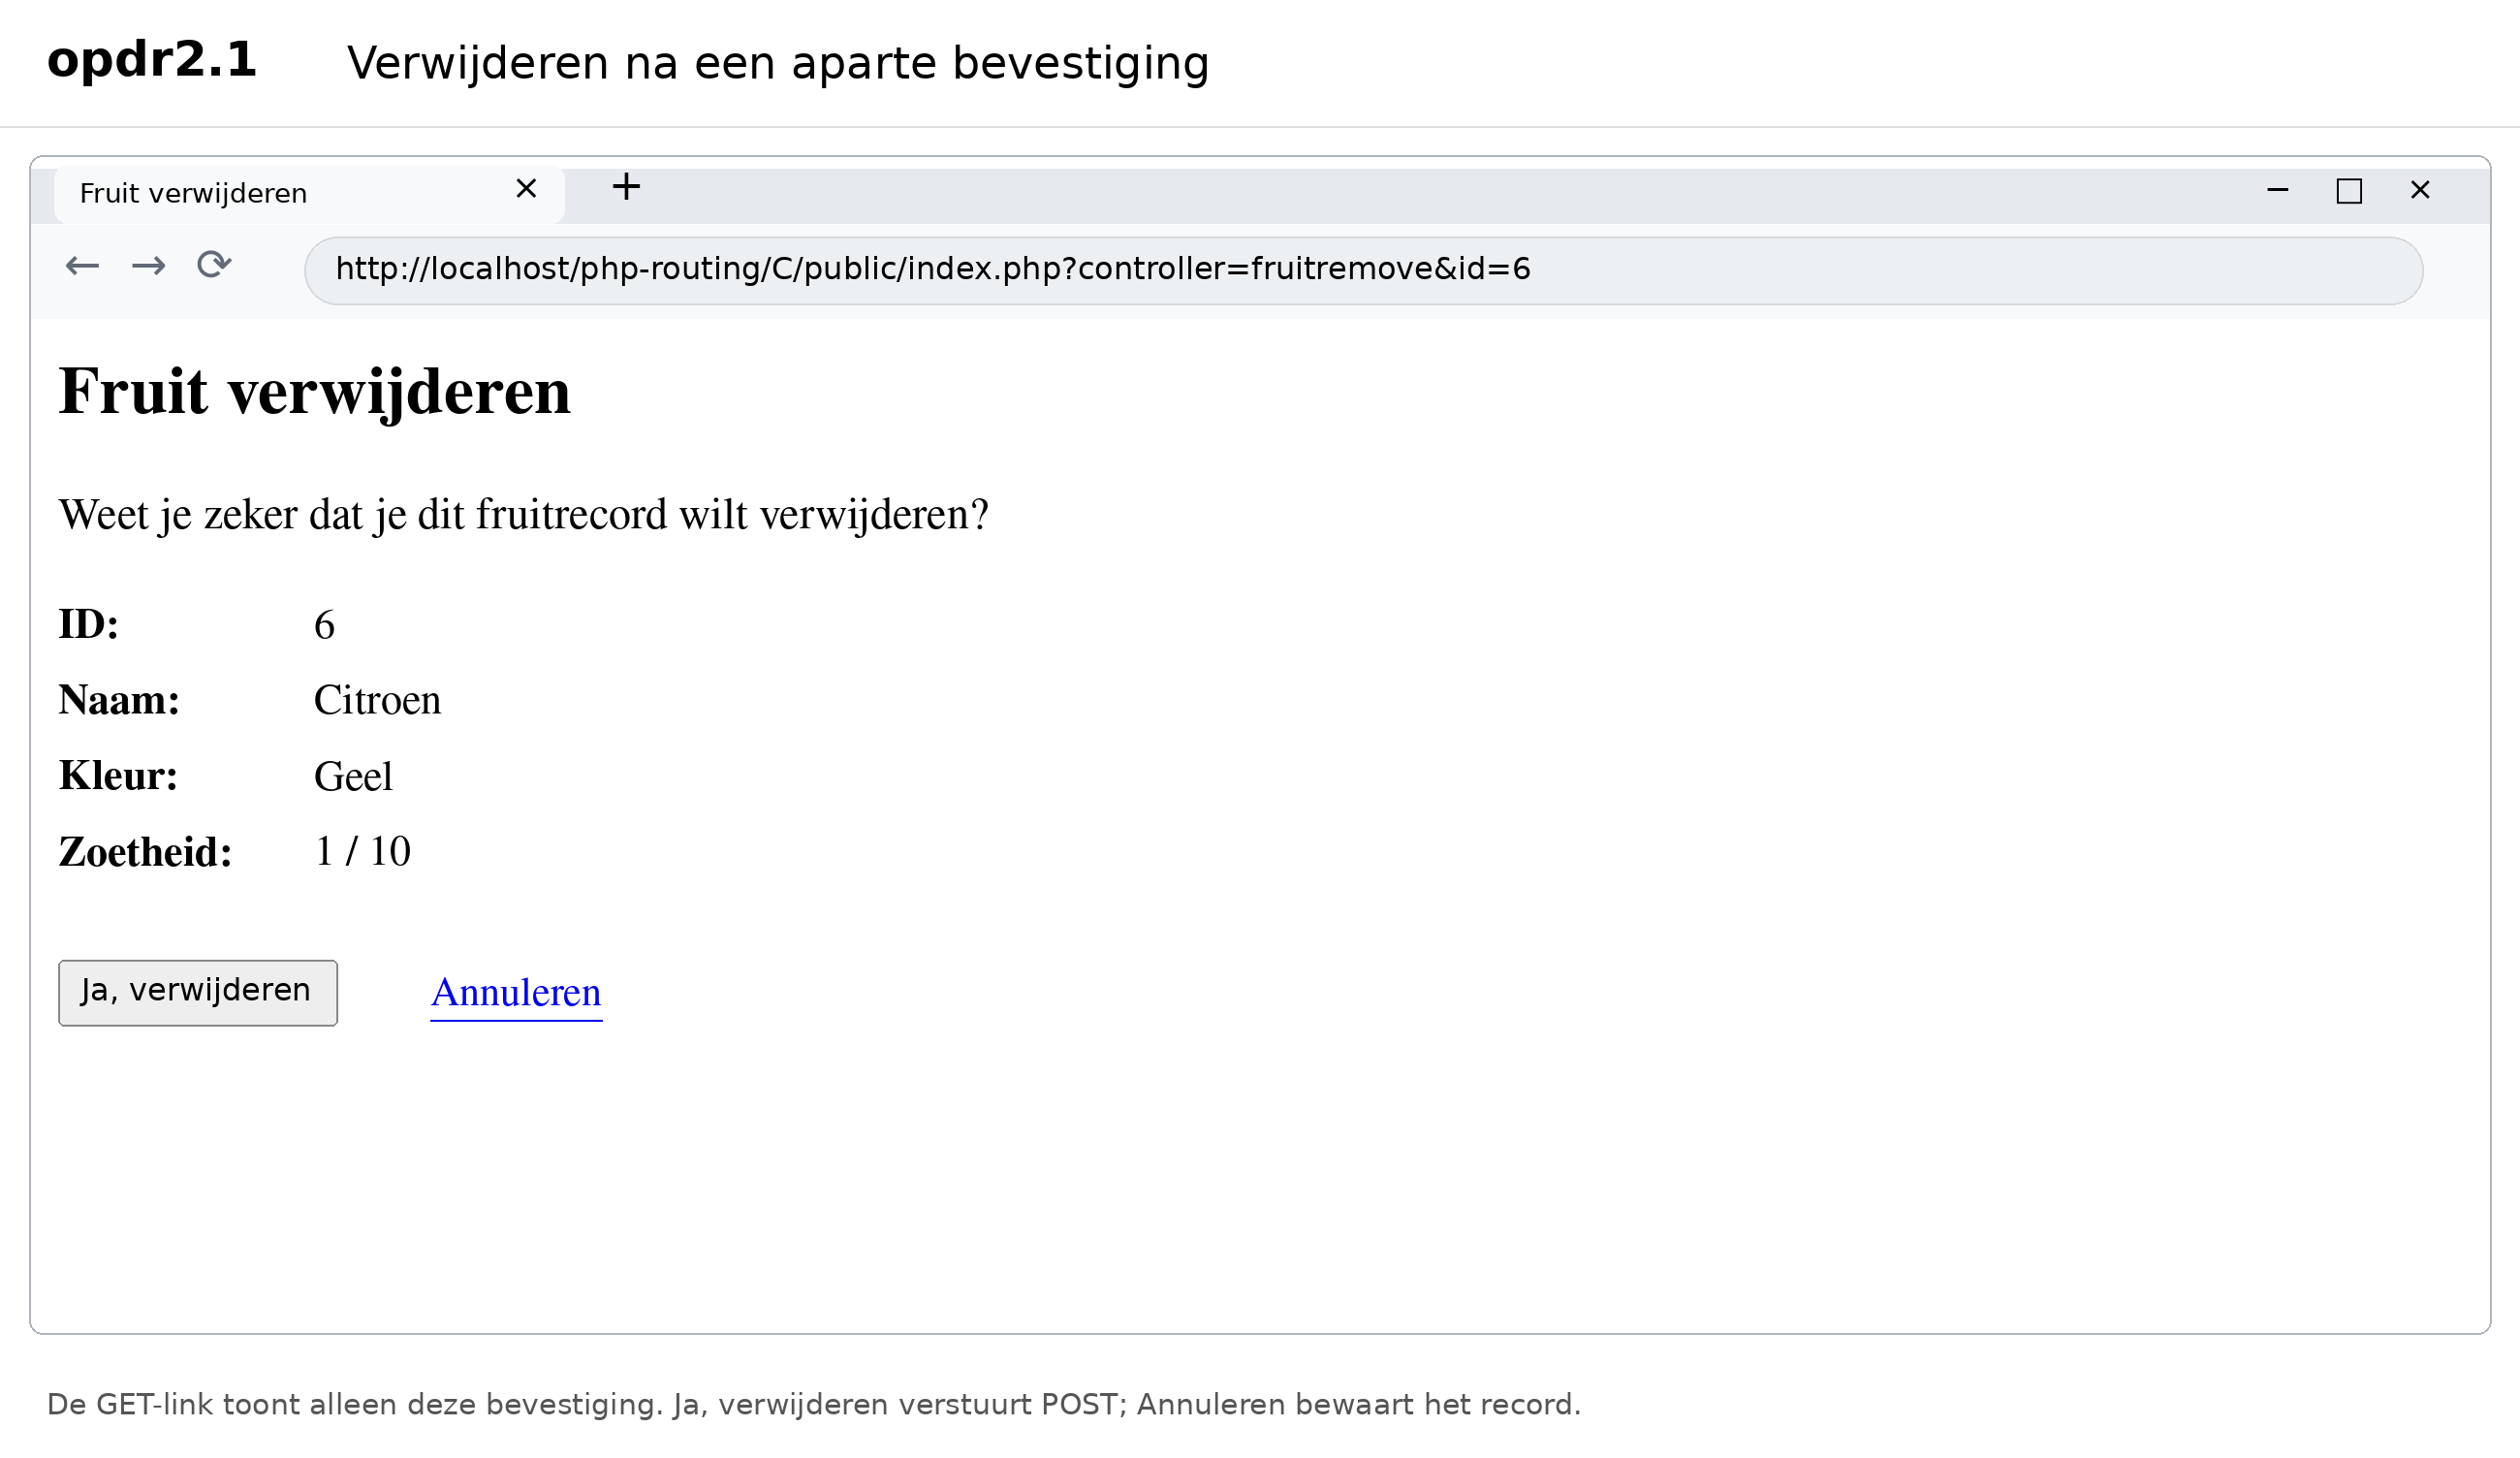 opdr2.1 Verwijderen na een aparte bevestiging
Fruit verwijderen
http://localhost/php-routing/C/public/index.php?controller=fruitremove&id=6
Fruit verwijderen
Weet je zeker dat je dit fruitrecord wilt verwijderen?
ID: 6
Naam: Citroen
Kleur: Geel
Zoetheid: 1 / 10
Ja, verwijderen Annuleren
De GET-link toont alleen deze bevestiging. Ja, verwijderen verstuurt POST; Annuleren bewaart het record.